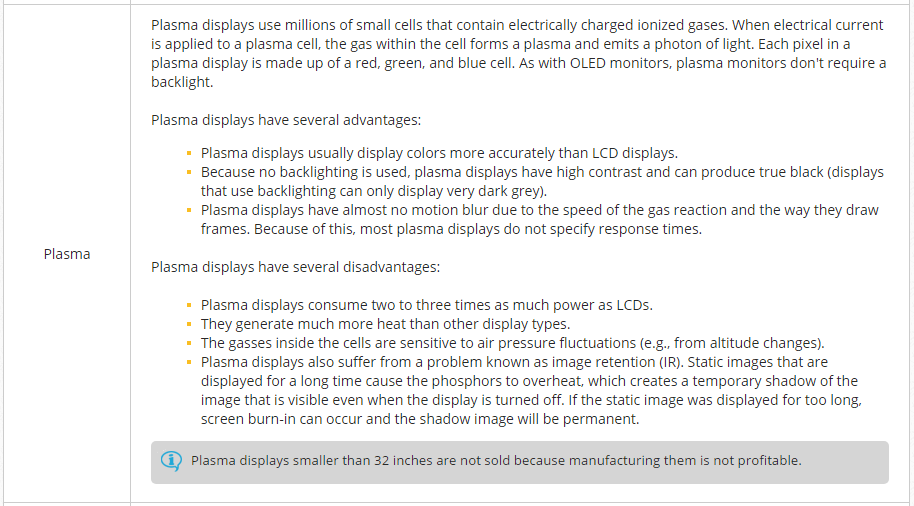 Plasma displays use millions of small cells that contain electrically charged ionized gases. When electrical current
is applied to a plasma cell, the gas within the cell forms a plasma and emits a photon of light. Each pixel in a
plasma display is made up of a red, green, and blue cell. As with OLED monitors, plasma monitors don't require a
backlight.
Plasma displays have several advantages:
Plasma displays usually display colors more accurately than LCD displays.
Because no backlighting is used, plasma displays have high contrast and can produce true black (displays
that use backlighting can only display very dark grey).
Plasma displays have almost no motion blur due to the speed of the gas reaction and the way they draw
frames. Because of this, most plasma displays do not specify response times.
Plasma
Plasma displays have several disadvantages:
Plasma displays consume two to three times as much power as LCDs.
They generate much more heat than other display types.
The gasses inside the cells are sensitive to air pressure fluctuations (e.g., from altitude changes).
Plasma displays also suffer from a problem known as image retention (IR). Static images that are
displayed for a long time cause the phosphors to overheat, which creates a temporary shadow of the
image that is visible even when the display is turned off. If the static image was displayed for too long,
screen burn-in can occur and the shadow image will be permanent.
Plasma displays smaller than 32 inches are not sold because manufacturing them is not profitable.